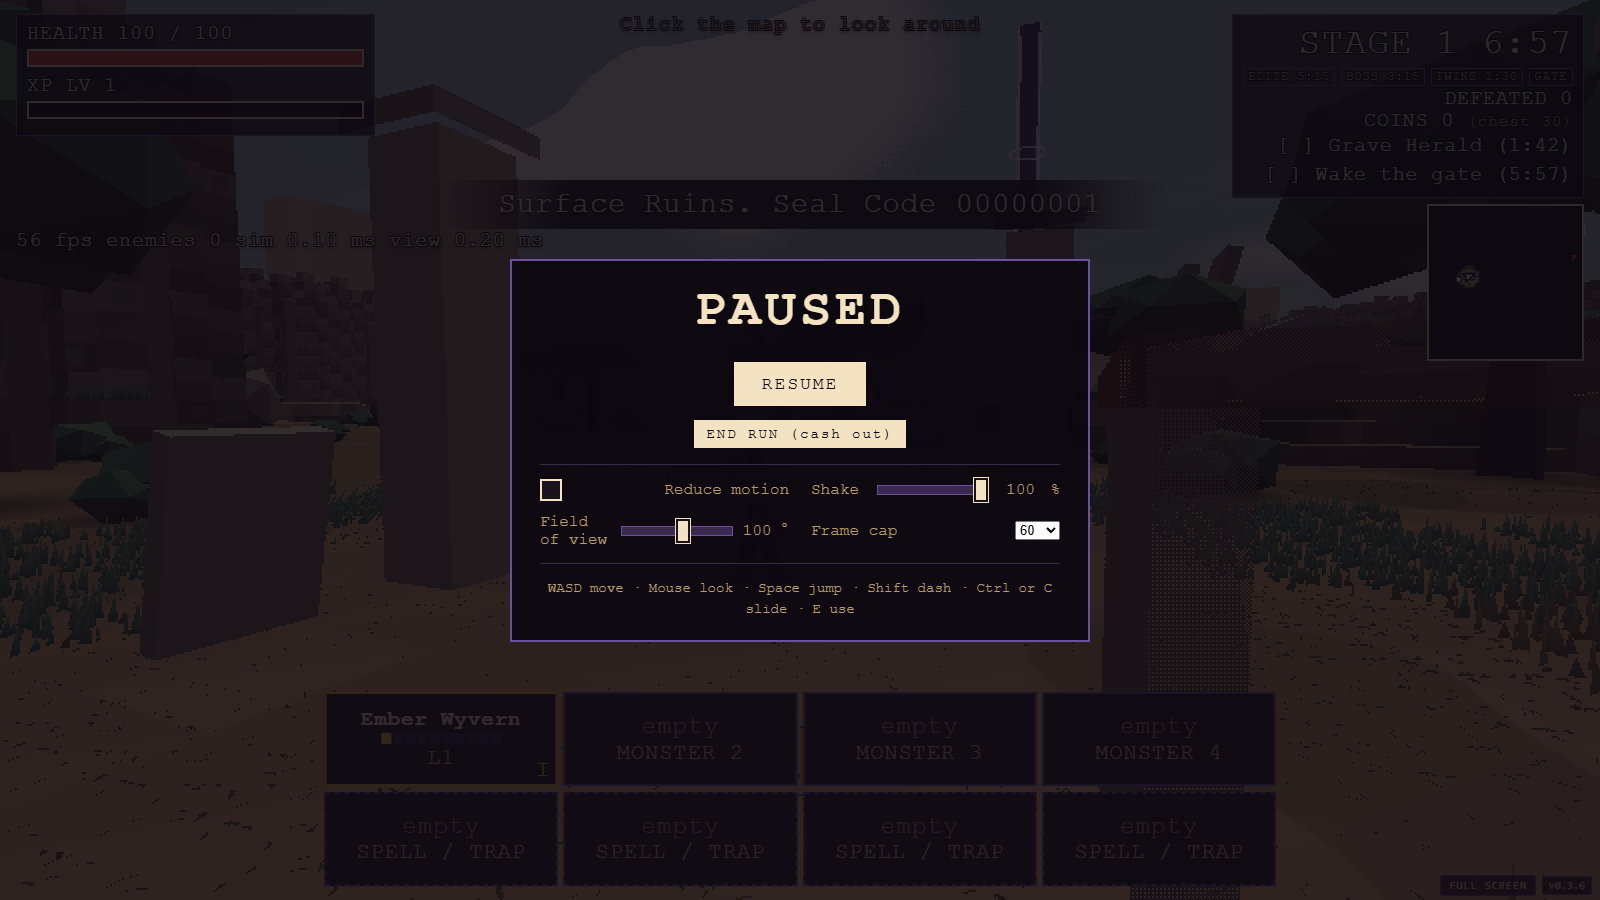 HEALTH 100 / 100
XP LV 1
Click the map to look around
STAGE 1 6:57
ELITE 5:15 BOSS 3:15 TWINS 1:30 GATE
DEFEATED 0
COINS 0 (chest 30)
[ ] Grave Herald (1:42)
[ ] Wake the gate (5:57)
Surface Ruins. Seal Code 00000001
56 fps enemies 0 sim 0.10 ms view 0.20 ms
PAUSED
RESUME
END RUN (cash out)
Reduce motion Shake 100 %
Field
of view 100 ° Frame cap 60
WASD move · Mouse look · Space jump · Shift dash · Ctrl or C
slide · E use
Ember Wyvern
L1
I
empty
MONSTER 2
empty
MONSTER 3
empty
MONSTER 4
empty
SPELL / TRAP
empty
SPELL / TRAP
empty
SPELL / TRAP
empty
SPELL / TRAP
FULL SCREEN
v0.3.6